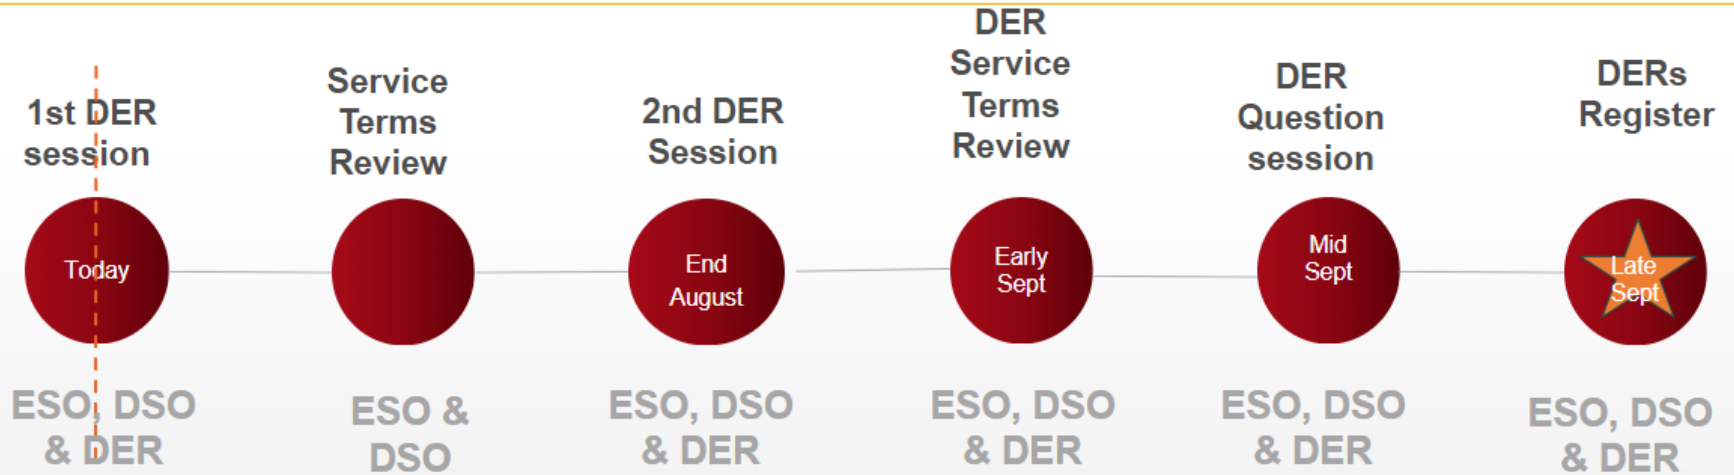 1st DER
session
Today
ESO, DSO
& DER
Service
Terms
Review
ESO &
DSO
2nd DER
Session
End
August
ESO, DSO
& DER
DER
Service
Terms
Review
Early
Sept
ESO, DSO
& DER
DER
Question
session
Mid
Sept
ESO, DSO
& DER
DERs
Register
Late
Sept
ESO, DSO
& DER